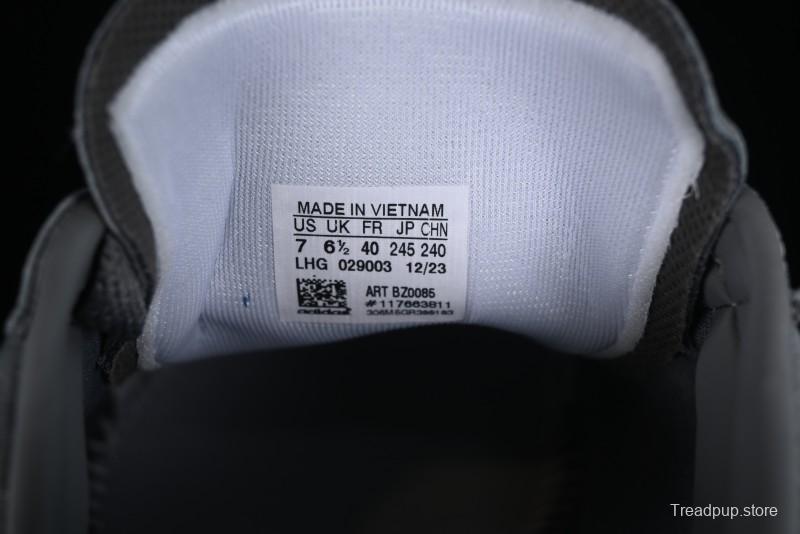 MADE IN VIETNAM
US UK FR JP CHN
7 6½ 40 245 240
LHG 029003 12/23
ART BZ0085
#117663811
adidas
Treadpup.store